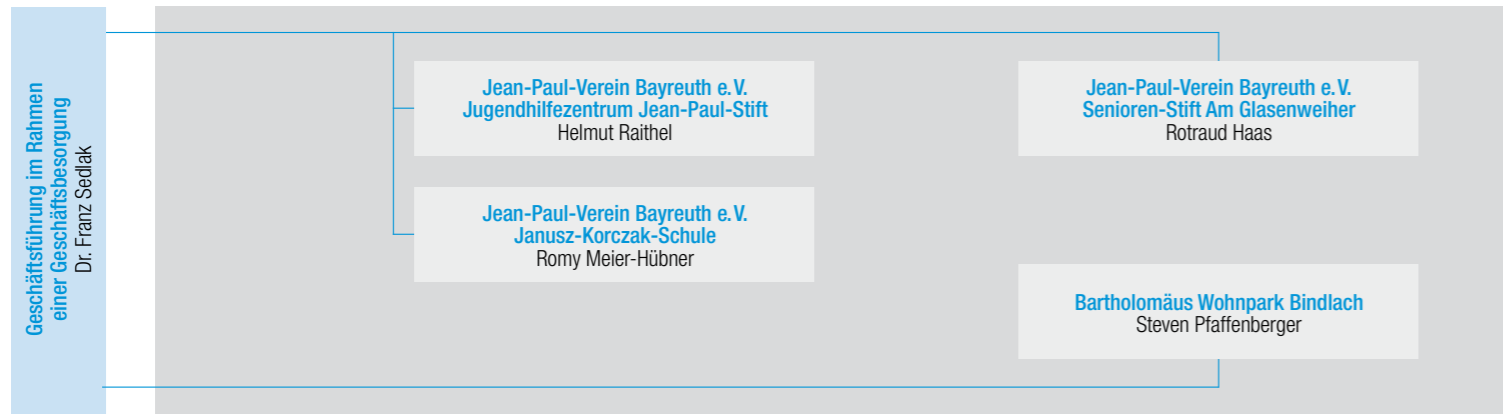 Geschäftsführung im Rahmen
einer Geschäftsbesorgung
Dr. Franz Sedlak
Jean-Paul-Verein Bayreuth e.V.
Jugendhilfezentrum Jean-Paul-Stift
Helmut Raithel
Jean-Paul-Verein Bayreuth e.V.
Senioren-Stift Am Glasenweiher
Rotraud Haas
Jean-Paul-Verein Bayreuth e.V.
Janusz-Korczak-Schule
Romy Meier-Hübner
Bartholomäus Wohnpark Bindlach
Steven Pfaffenberger